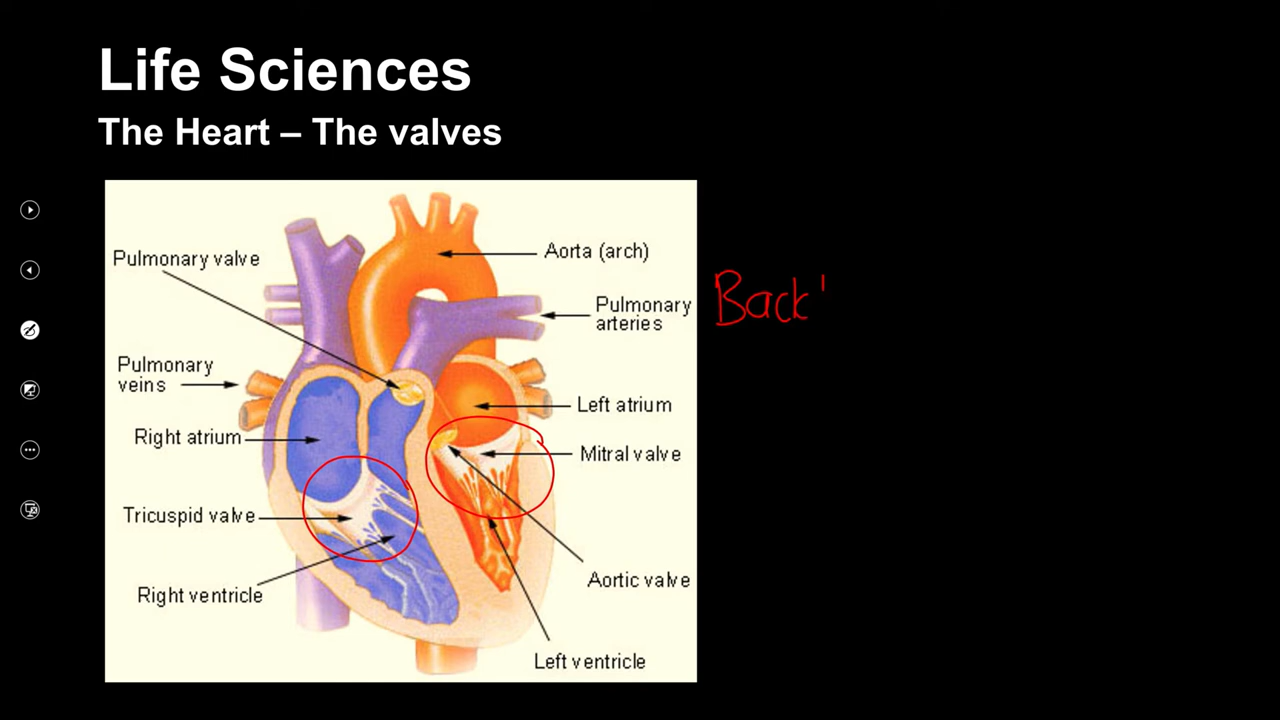 Life Sciences
The Heart – The valves
Pulmonary valve
Aorta (arch)
Pulmonary
arteries
Back'
Pulmonary
veins
Left atrium
Right atrium
Mitral valve
Tricuspid valve
Aortic valve
Right ventricle
Left ventricle